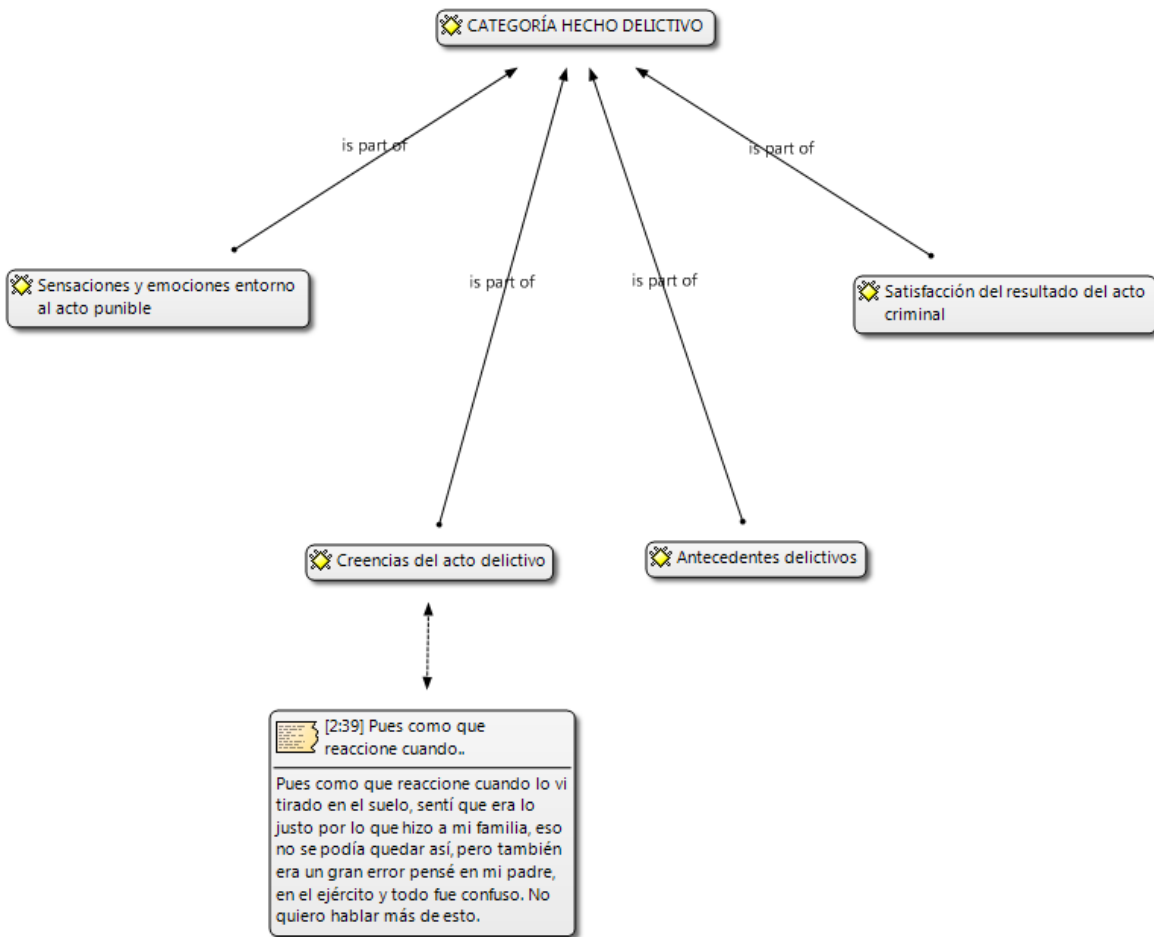 CATEGORÍA HECHO DELICTIVO
is part of
is part of
is part of
is part of
Sensaciones y emociones entorno
al acto punible
Satisfacción del resultado del acto
criminal
Creencias del acto delictivo
Antecedentes delictivos
[2:39] Pues como que
reaccione cuando..
Pues como que reaccione cuando lo vi
tirado en el suelo, sentí que era lo
justo por lo que hizo a mi familia, eso
no se podía quedar así, pero también
era un gran error pensé en mi padre,
en el ejército y todo fue confuso. No
quiero hablar más de esto.